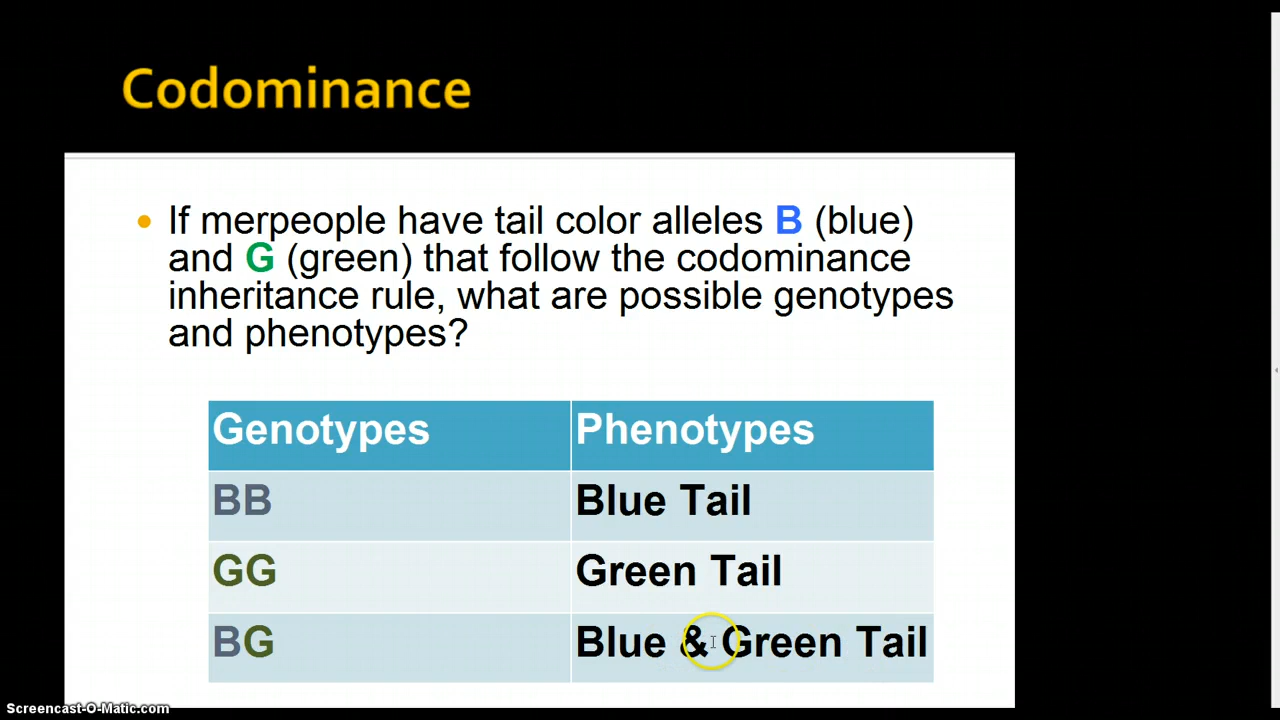 Codominance
If merpeople have tail color alleles B (blue)
and G (green) that follow the codominance
inheritance rule, what are possible genotypes
and phenotypes?
Genotypes Phenotypes
BB Blue Tail
GG Green Tail
BG Blue & Green Tail
Screencast-O-Matic.com